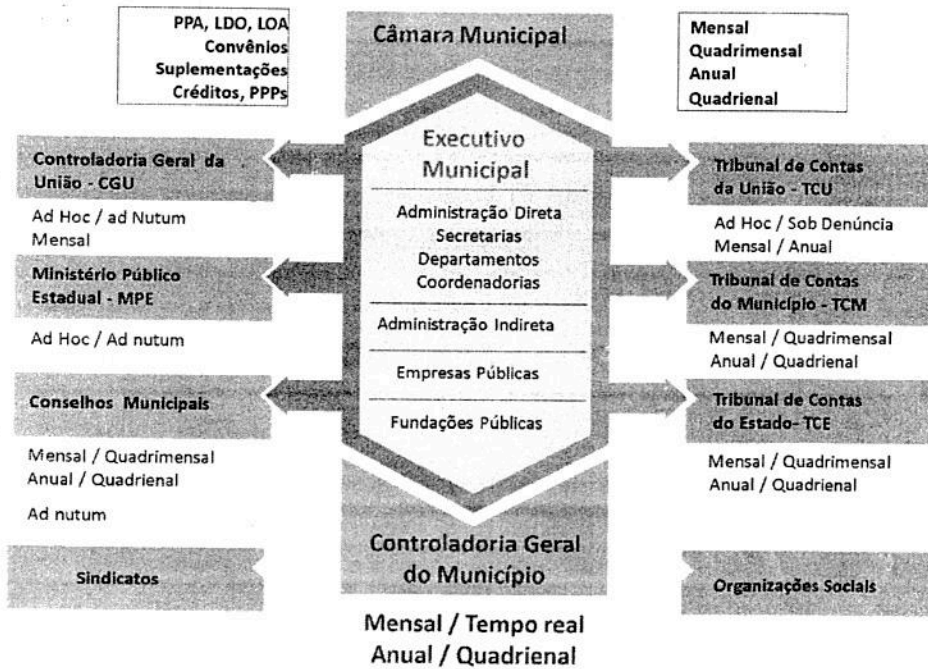 PPA, LDO, LOA
Convênios
Suplementações
Créditos, PPPs
Câmara Municipal
Mensal
Quadrimensal
Anual
Quadrienal
Controladoria Geral da
União - CGU
Ad Hoc / ad Nutum
Mensal
Ministério Público
Estadual - MPE
Ad Hoc / Ad nutum
Conselhos Municipais
Mensal / Quadrimensal
Anual / Quadrienal
Ad nutum
Sindicatos
Executivo
Municipal
Administração Direta
Secretarias
Departamentos
Coordenadorias
Administração Indireta
Empresas Públicas
Fundações Públicas
Controladoria Geral
do Município
Mensal / Tempo real
Anual / Quadrienal
Tribunal de Contas
da União - TCU
Ad Hoc / Sob Denúncia
Mensal / Anual
Tribunal de Contas
do Município - TCM
Mensal / Quadrimensal
Anual / Quadrienal
Tribunal de Contas
do Estado- TCE
Mensal / Quadrimensal
Anual / Quadrienal
Organizações Sociais